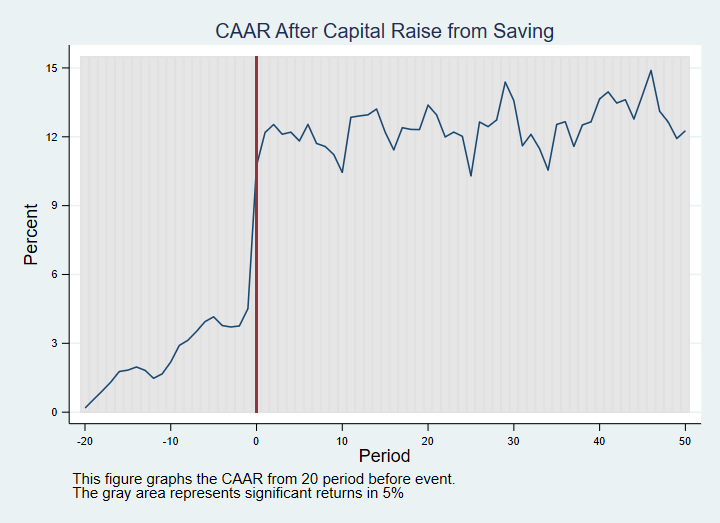 CAAR After Capital Raise from Saving
Percent
15
12
9
6
3
0
-20 -10 0 10 20 30 40 50
Period
This figure graphs the CAAR from 20 period before event.
The gray area represents significant returns in 5%